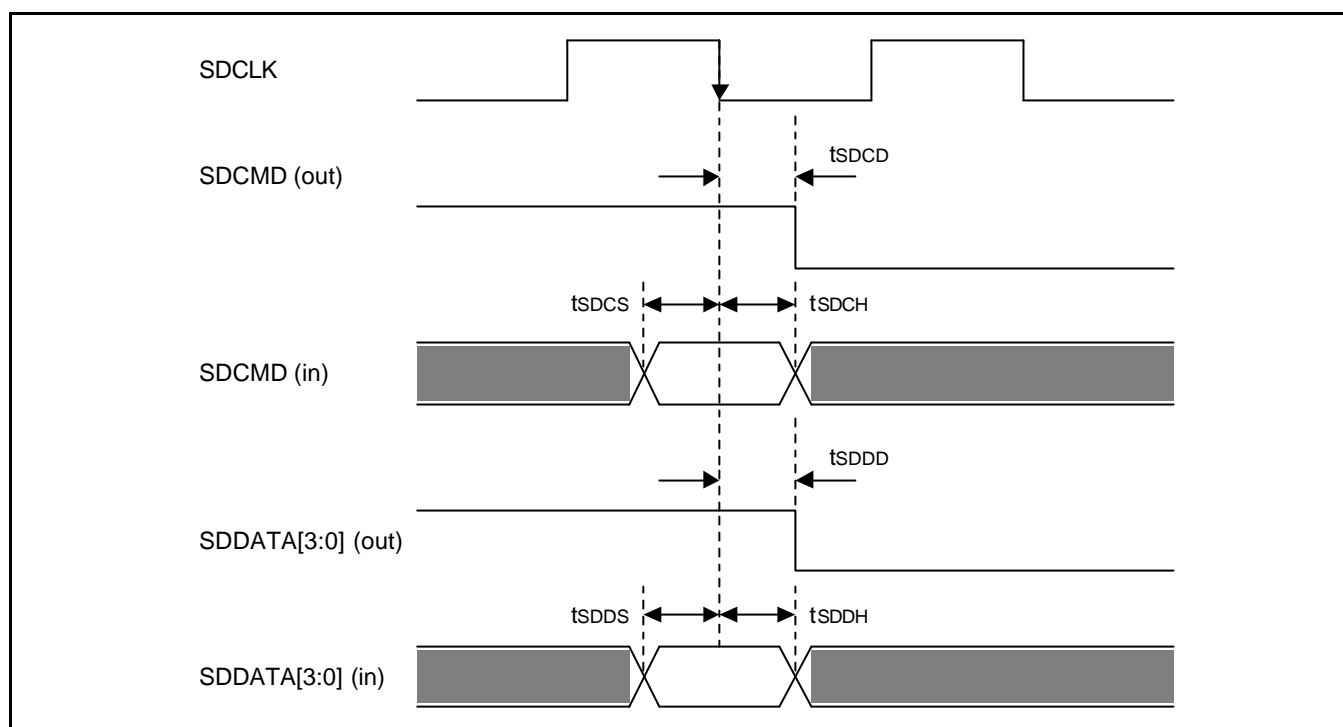 SDCLK
tSDCD
SDCMD (out)
tSDCS
tSDCH
SDCMD (in)
tSDDD
SDDATA[3:0] (out)
tSDDS
tSDDH
SDDATA[3:0] (in)